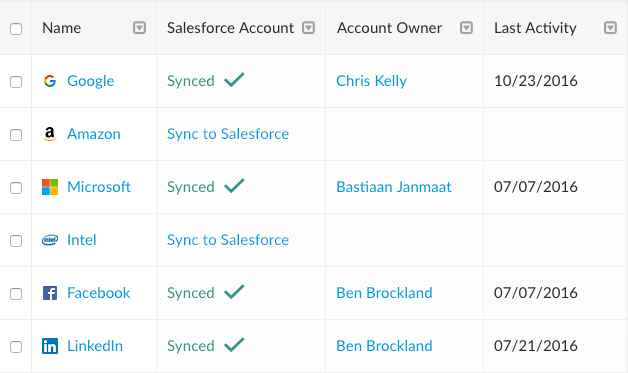 Name Salesforce Account Account Owner Last Activity
Google Synced Chris Kelly 10/23/2016
Amazon Sync to Salesforce
Microsoft Synced Bastiaan Janmaat 07/07/2016
intel Intel Sync to Salesforce
Facebook Synced Ben Brockland 07/07/2016
LinkedIn Synced Ben Brockland 07/21/2016